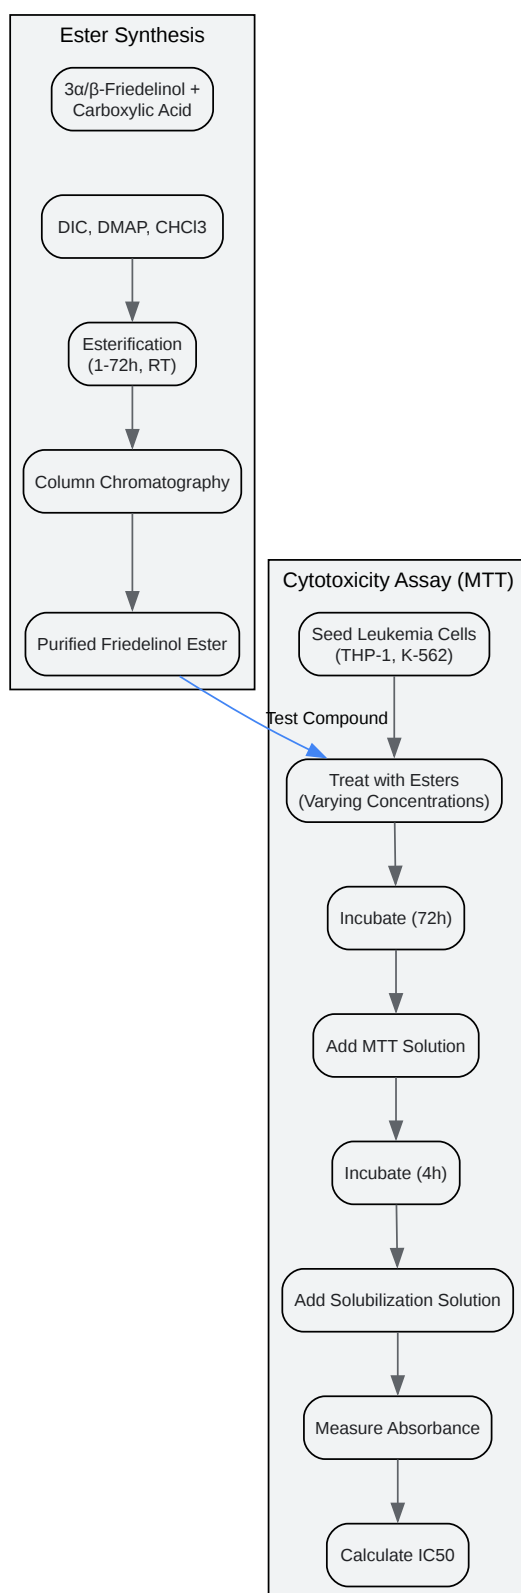 Ester Synthesis
3α/β-Friedelinol +
Carboxylic Acid
DIC, DMAP, CHCl3
Esterification
(1-72h, RT)
Column Chromatography
Purified Friedelinol Ester
Test Compound
Cytotoxicity Assay (MTT)
Seed Leukemia Cells
(THP-1, K-562)
Treat with Esters
(Varying Concentrations)
Incubate (72h)
Add MTT Solution
Incubate (4h)
Add Solubilization Solution
Measure Absorbance
Calculate IC50